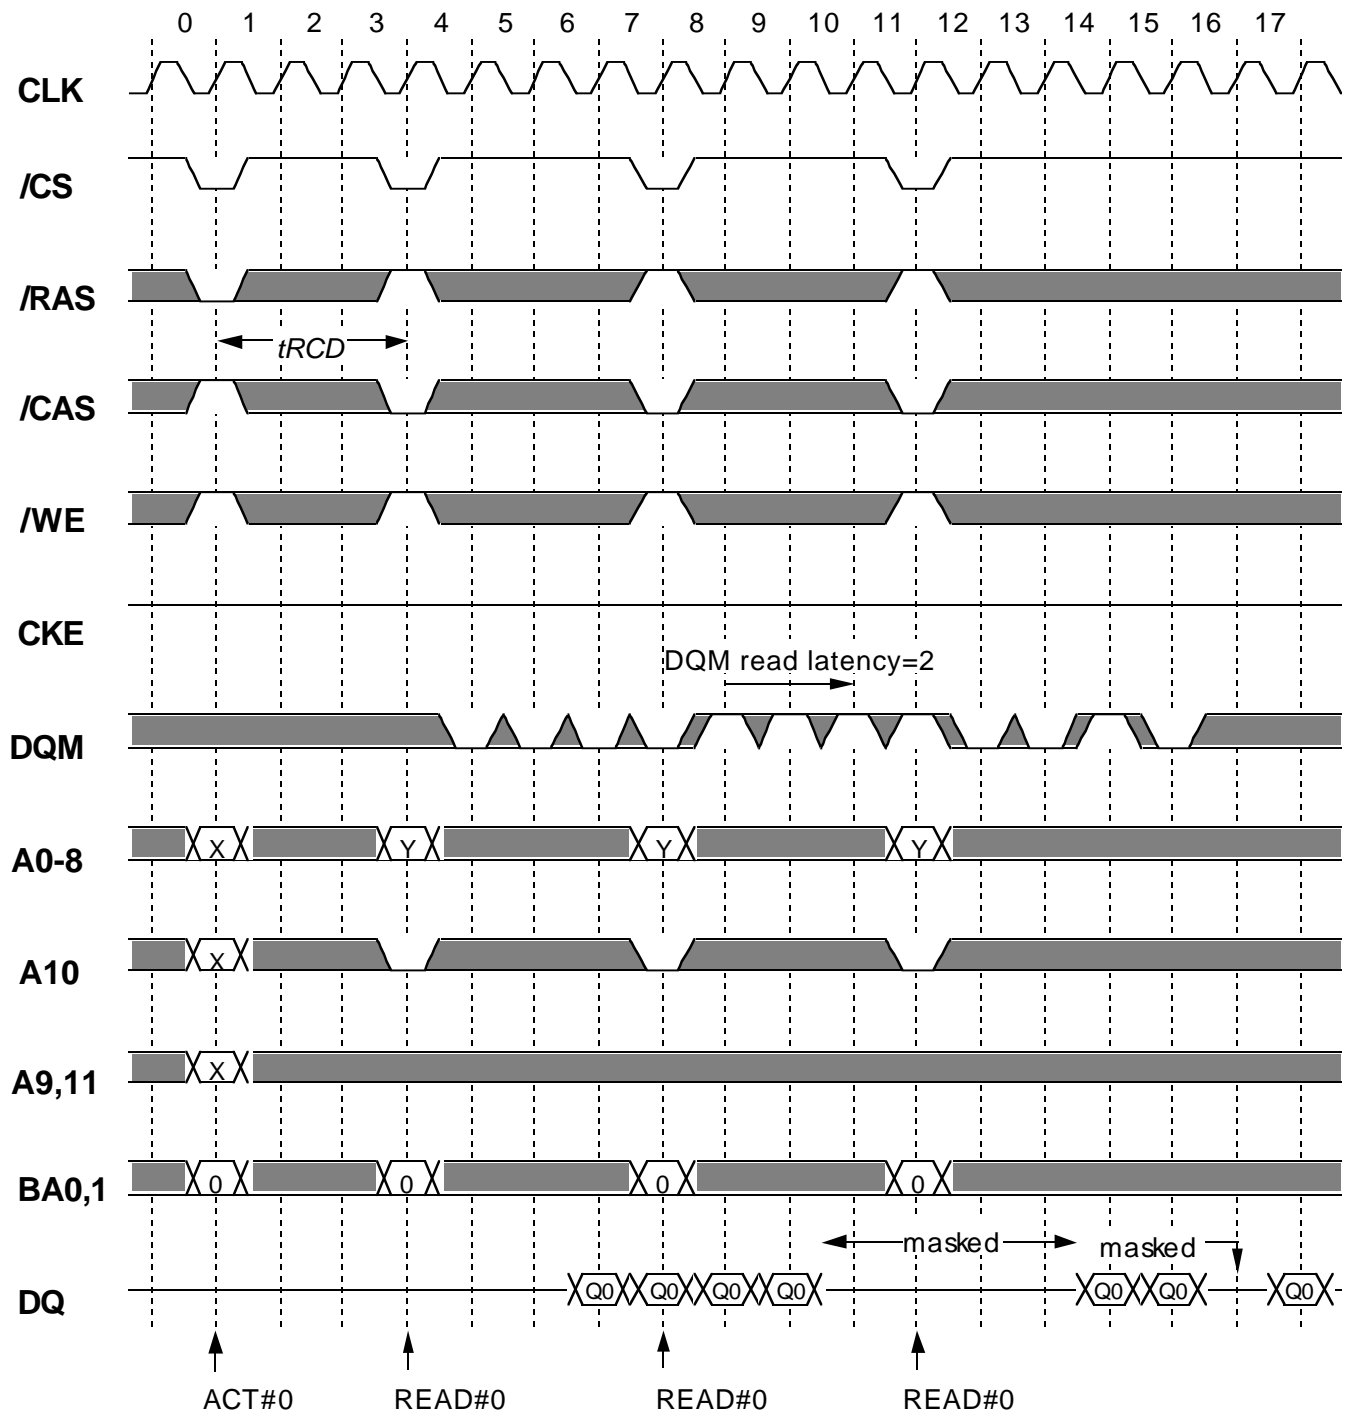 0 1 2 3 4 5 6 7 8 9 10 11 12 13 14 15 16 17
CLK
/CS
/RAS
tRCD
/CAS
/WE
CKE
DQM read latency=2
DQM
A0-8 X Y Y Y
A10 X
A9,11 X
BA0,1 0 0 0 0
masked masked
DQ Q0 Q0 Q0 Q0 Q0 Q0 Q0
ACT#0 READ#0 READ#0 READ#0